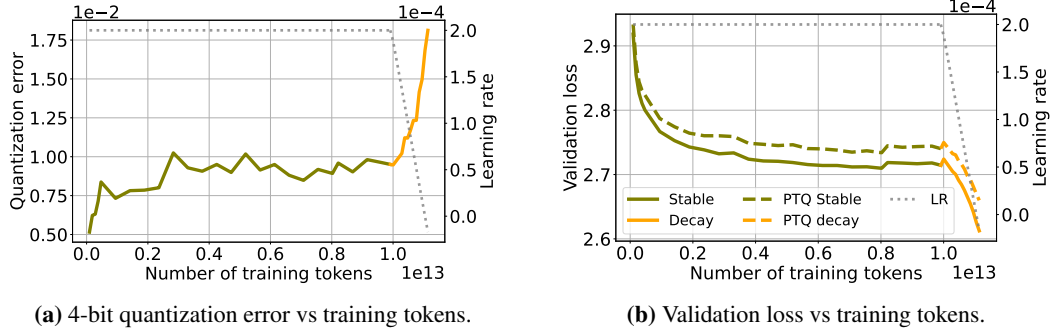 1e−2
1e−4
1.75
1.50
1.25
1.00
0.75
0.50
Quantization error
2.0
1.5
1.0
0.5
0.0
Learning rate
0.0
0.2
0.4
0.6
0.8
1.0
1e13
Number of training tokens
(a) 4-bit quantization error vs training tokens.
1e−4
2.9
2.8
2.7
2.6
Validation loss
2.0
1.5
1.0
0.5
0.0
Learning rate
Stable
Decay
PTQ Stable
PTQ decay
LR
0.0
0.2
0.4
0.6
0.8
1.0
1e13
Number of training tokens
(b) Validation loss vs training tokens.